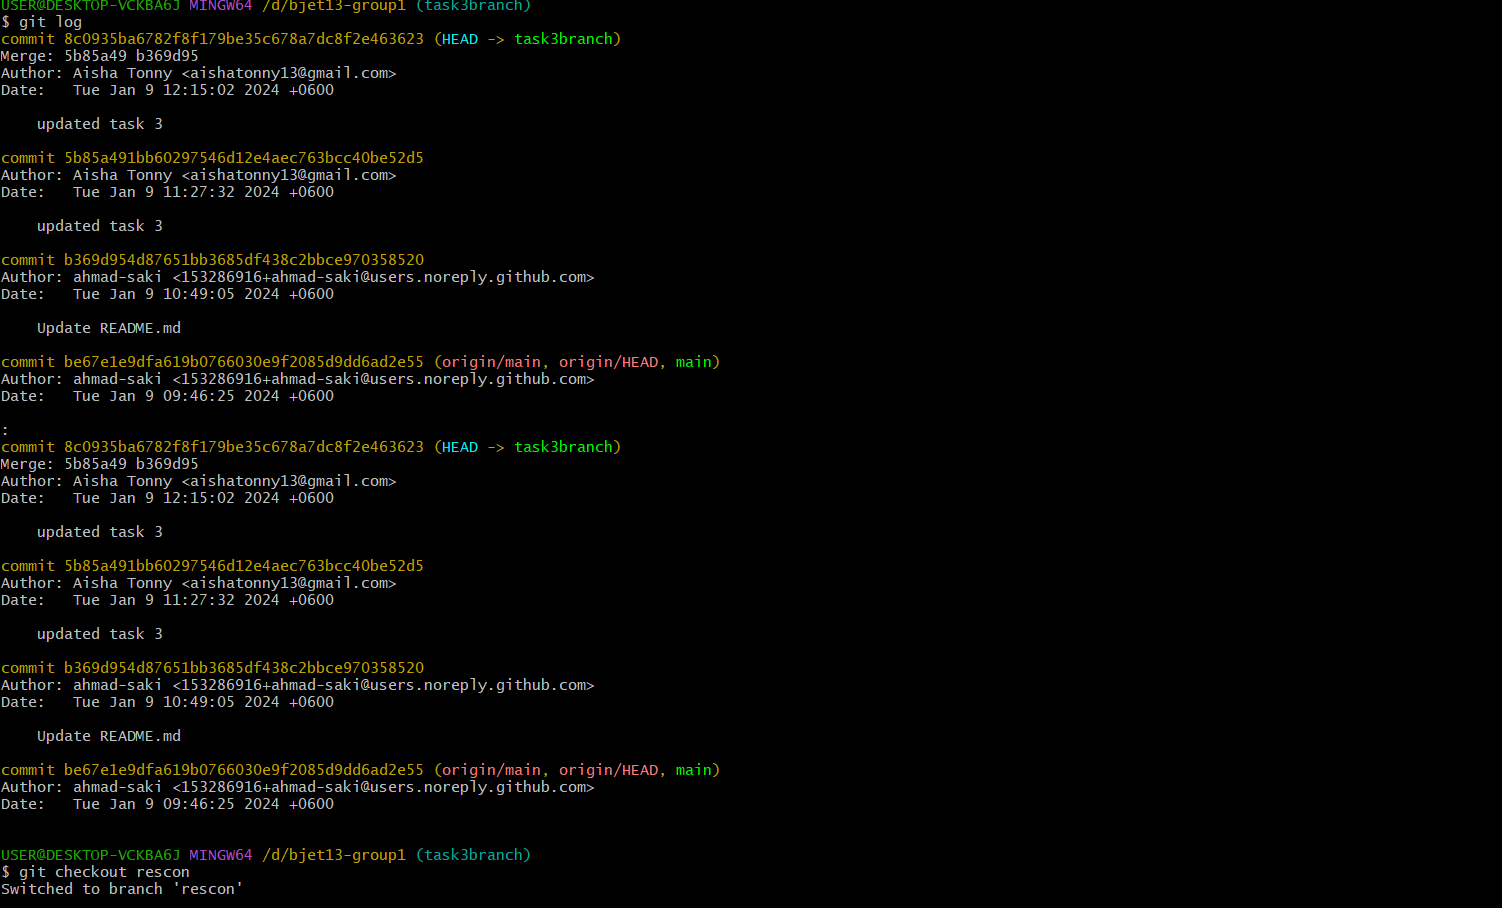 USER@DESKTOP-VCKBA6J MINGW64 /d/bjet13-group1 (task3branch)
$ git log
commit 8c0935ba6782f8f179be35c678a7dc8f2e463623 (HEAD -> task3branch)
Merge: 5b85a49 b369d95
Author: Aisha Tonny <aishatonny13@gmail.com>
Date:   Tue Jan 9 12:15:02 2024 +0600

    updated task 3

commit 5b85a491bb60297546d12e4aec763bcc40be52d5
Author: Aisha Tonny <aishatonny13@gmail.com>
Date:   Tue Jan 9 11:27:32 2024 +0600

    updated task 3

commit b369d954d87651bb3685df438c2bbce970358520
Author: ahmad-saki <153286916+ahmad-saki@users.noreply.github.com>
Date:   Tue Jan 9 10:49:05 2024 +0600

    Update README.md

commit be67e1e9dfa619b0766030e9f2085d9dd6ad2e55 (origin/main, origin/HEAD, main)
Author: ahmad-saki <153286916+ahmad-saki@users.noreply.github.com>
Date:   Tue Jan 9 09:46:25 2024 +0600

:
commit 8c0935ba6782f8f179be35c678a7dc8f2e463623 (HEAD -> task3branch)
Merge: 5b85a49 b369d95
Author: Aisha Tonny <aishatonny13@gmail.com>
Date:   Tue Jan 9 12:15:02 2024 +0600

    updated task 3

commit 5b85a491bb60297546d12e4aec763bcc40be52d5
Author: Aisha Tonny <aishatonny13@gmail.com>
Date:   Tue Jan 9 11:27:32 2024 +0600

    updated task 3

commit b369d954d87651bb3685df438c2bbce970358520
Author: ahmad-saki <153286916+ahmad-saki@users.noreply.github.com>
Date:   Tue Jan 9 10:49:05 2024 +0600

    Update README.md

commit be67e1e9dfa619b0766030e9f2085d9dd6ad2e55 (origin/main, origin/HEAD, main)
Author: ahmad-saki <153286916+ahmad-saki@users.noreply.github.com>
Date:   Tue Jan 9 09:46:25 2024 +0600

USER@DESKTOP-VCKBA6J MINGW64 /d/bjet13-group1 (task3branch)
$ git checkout rescon
Switched to branch 'rescon'